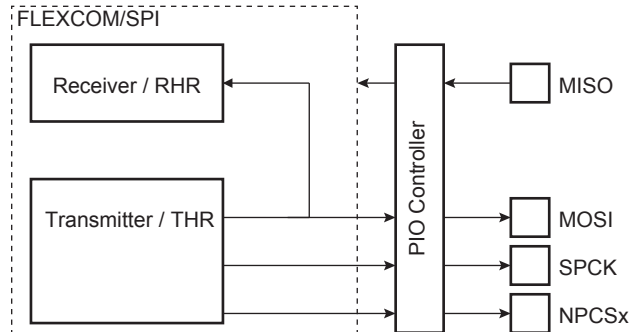 FLEXCOM/SPI
Receiver / RHR
MISO
PIO Controller
Transmitter / THR
MOSI
SPCK
NPCSx